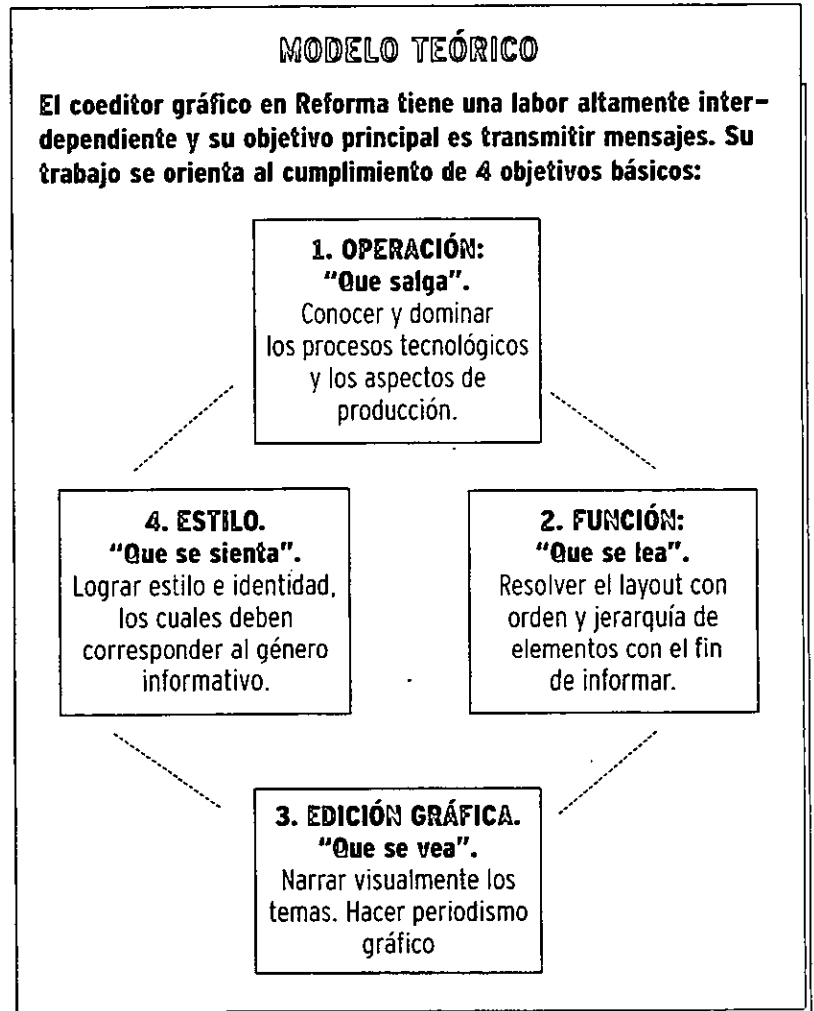 MODELO TEÓRICO
El coeditor gráfico en Reforma tiene una labor altamente inter-
dependiente y su objetivo principal es transmitir mensajes. Su
trabajo se orienta al cumplimiento de 4 objetivos básicos:
1. OPERACIÓN:
"Que salga".
Conocer y dominar
los procesos tecnológicos
y los aspectos de
producción.
4. ESTILO.
"Que se sienta".
Lograr estilo e identidad,
los cuales deben
corresponder al género
informativo.
2. FUNCIÓN:
"Que se lea".
Resolver el layout con
orden y jerarquía de
elementos con el fin
de informar.
3. EDICIÓN GRÁFICA.
"Que se vea".
Narrar visualmente los
temas. Hacer periodismo
gráfico